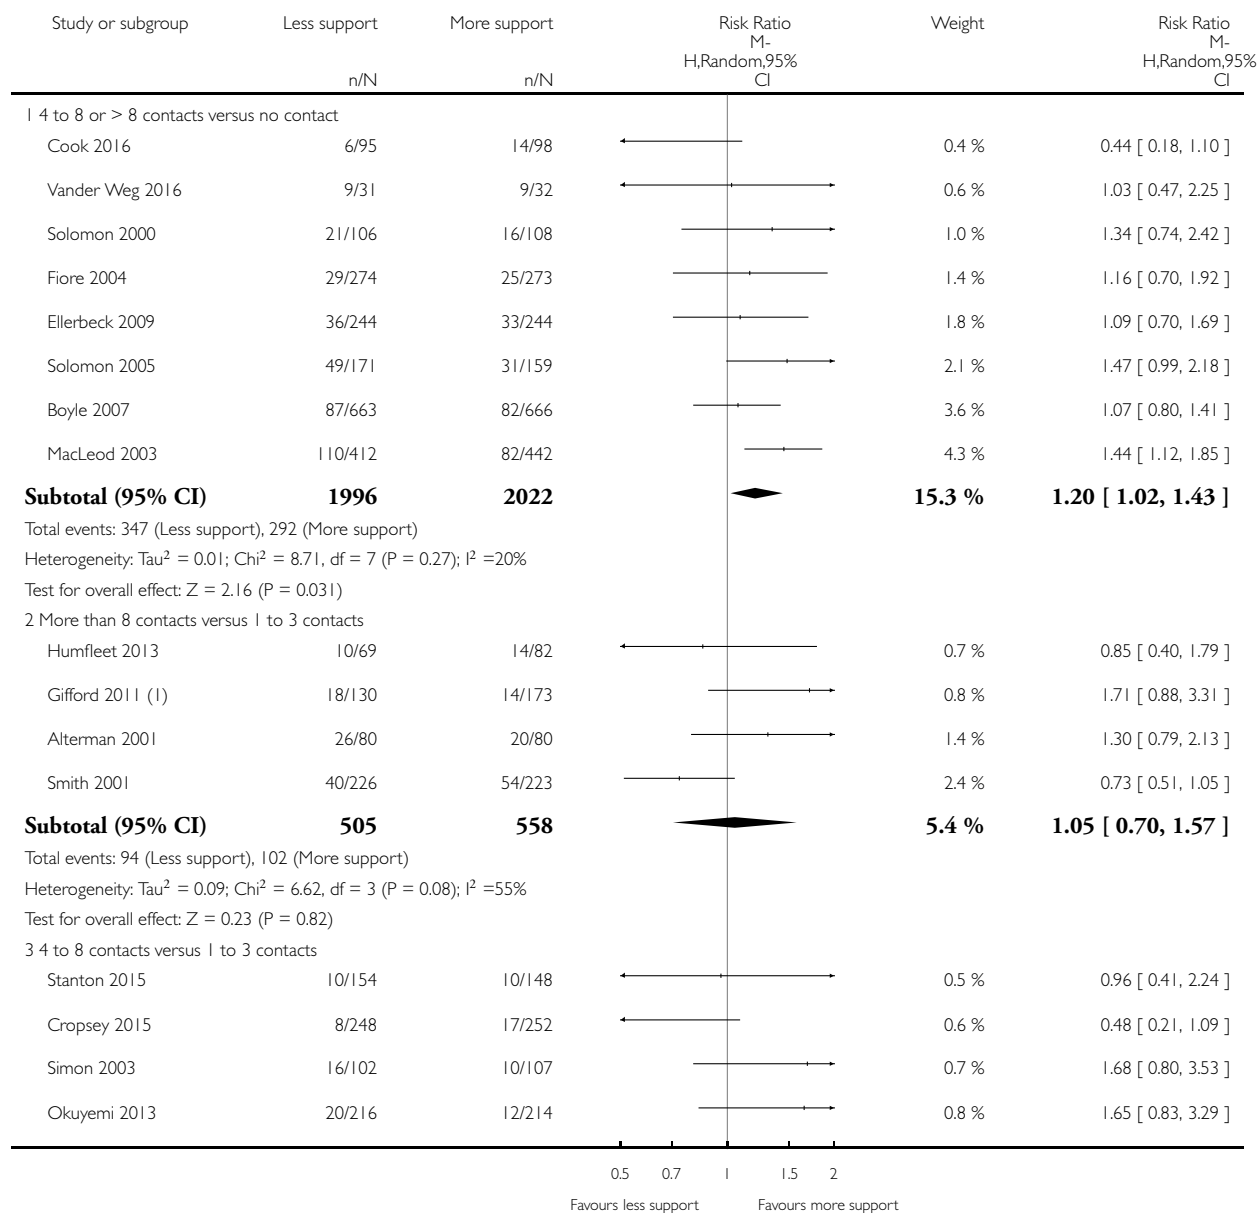 Study or subgroup Less support More support Risk Ratio Weight Risk Ratio
M- M-
H,Random,95% H,Random,95%
n/N n/N CI CI
1 4 to 8 or > 8 contacts versus no contact
Cook 2016 6/95 14/98 0.4 % 0.44 [ 0.18, 1.10 ]
Vander Weg 2016 9/31 9/32 0.6 % 1.03 [ 0.47, 2.25 ]
Solomon 2000 21/106 16/108 1.0 % 1.34 [ 0.74, 2.42 ]
Fiore 2004 29/274 25/273 1.4 % 1.16 [ 0.70, 1.92 ]
Ellerbeck 2009 36/244 33/244 1.8 % 1.09 [ 0.70, 1.69 ]
Solomon 2005 49/171 31/159 2.1 % 1.47 [ 0.99, 2.18 ]
Boyle 2007 87/663 82/666 3.6 % 1.07 [ 0.80, 1.41 ]
MacLeod 2003 110/412 82/442 4.3 % 1.44 [ 1.12, 1.85 ]
Subtotal (95% CI) 1996 2022 15.3 % 1.20 [ 1.02, 1.43 ]
Total events: 347 (Less support), 292 (More support)
Heterogeneity: Tau² = 0.01; Chi² = 8.71, df = 7 (P = 0.27); I² =20%
Test for overall effect: Z = 2.16 (P = 0.031)
2 More than 8 contacts versus 1 to 3 contacts
Humfleet 2013 10/69 14/82 0.7 % 0.85 [ 0.40, 1.79 ]
Gifford 2011 (1) 18/130 14/173 0.8 % 1.71 [ 0.88, 3.31 ]
Alterman 2001 26/80 20/80 1.4 % 1.30 [ 0.79, 2.13 ]
Smith 2001 40/226 54/223 2.4 % 0.73 [ 0.51, 1.05 ]
Subtotal (95% CI) 505 558 5.4 % 1.05 [ 0.70, 1.57 ]
Total events: 94 (Less support), 102 (More support)
Heterogeneity: Tau² = 0.09; Chi² = 6.62, df = 3 (P = 0.08); I² =55%
Test for overall effect: Z = 0.23 (P = 0.82)
3 4 to 8 contacts versus 1 to 3 contacts
Stanton 2015 10/154 10/148 0.5 % 0.96 [ 0.41, 2.24 ]
Cropsey 2015 8/248 17/252 0.6 % 0.48 [ 0.21, 1.09 ]
Simon 2003 16/102 10/107 0.7 % 1.68 [ 0.80, 3.53 ]
Okuyemi 2013 20/216 12/214 0.8 % 1.65 [ 0.83, 3.29 ]
0.5 0.7 1 1.5 2
Favours less support Favours more support